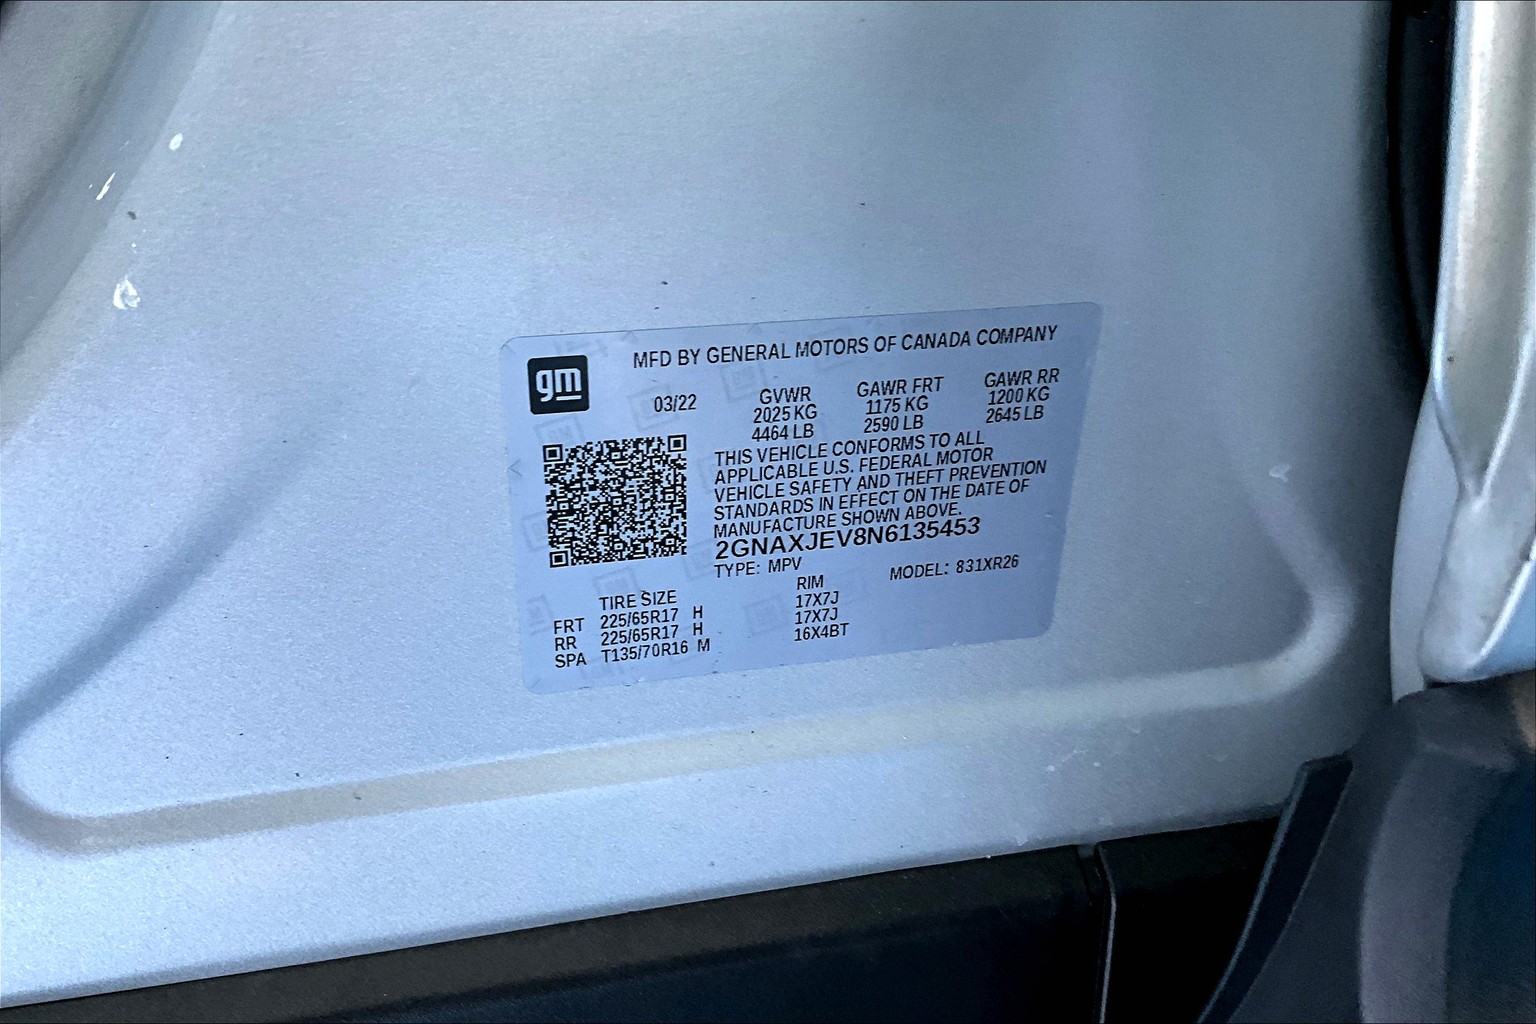 gm
MFD BY GENERAL MOTORS OF CANADA COMPANY
03/22 GVWR GAWR FRT GAWR RR
2025 KG 1175 KG 1200 KG
4464 LB 2590 LB 2645 LB
THIS VEHICLE CONFORMS TO ALL
APPLICABLE U.S. FEDERAL MOTOR
VEHICLE SAFETY AND THEFT PREVENTION
STANDARDS IN EFFECT ON THE DATE OF
MANUFACTURE SHOWN ABOVE.
2GNAXJEV8N6135453
TYPE: MPV MODEL: 831XR26
TIRE SIZE RIM
FRT 225/65R17 H 17X7J
RR 225/65R17 H 17X7J
SPA T135/70R16 M 16X4BT